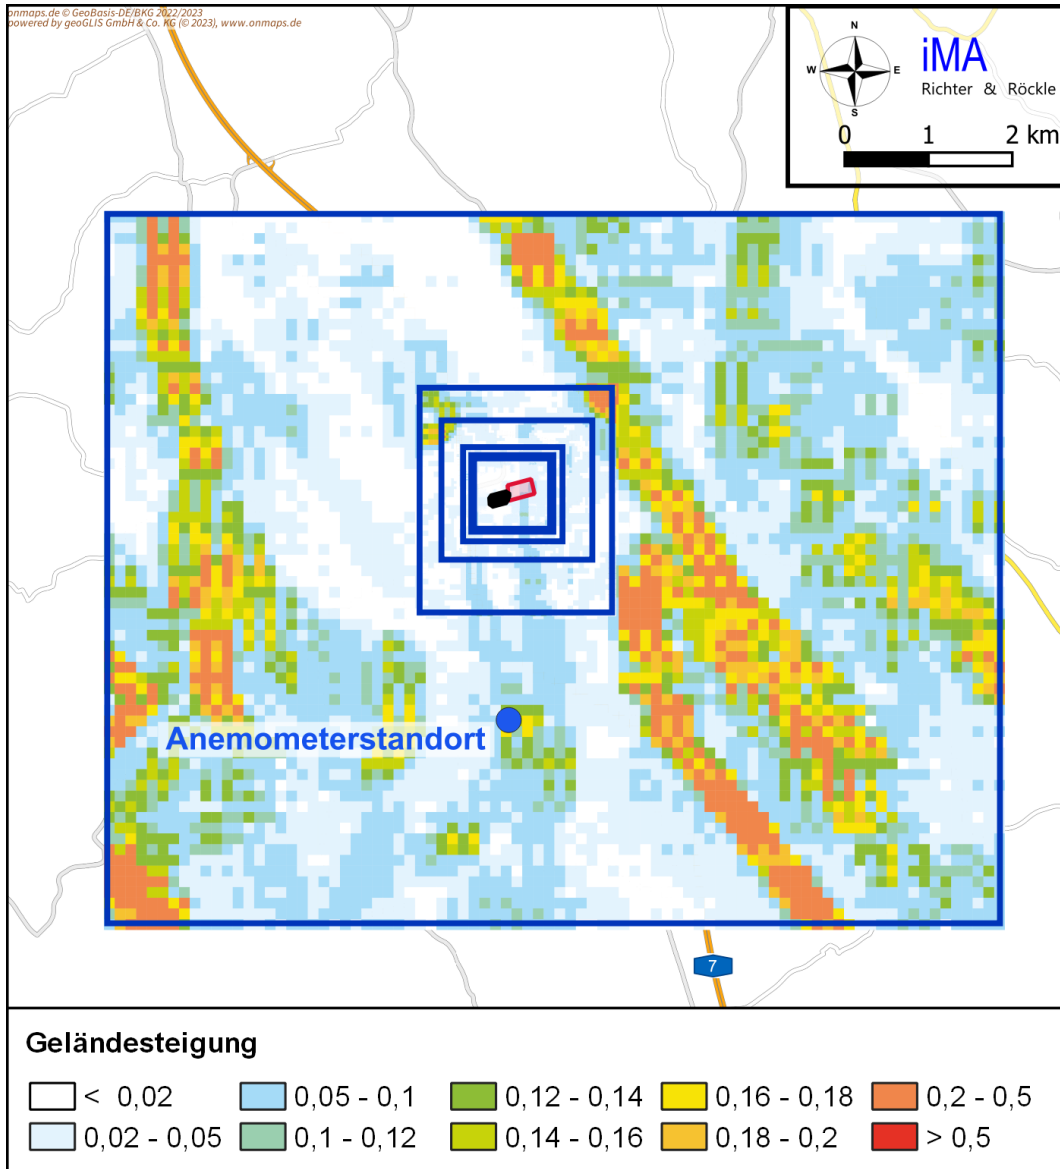 onmaps.de © GeoBasis-DE/BKG 2022/2023
powered by geoGLIS GmbH & Co. KG (© 2023), www.onmaps.de
N
W E
S
iMA
Richter & Röckle
0 1 2 km
Anemometerstandort
7
Geländesteigung
< 0,02
0,05 - 0,1
0,12 - 0,14
0,16 - 0,18
0,2 - 0,5
0,02 - 0,05
0,1 - 0,12
0,14 - 0,16
0,18 - 0,2
> 0,5